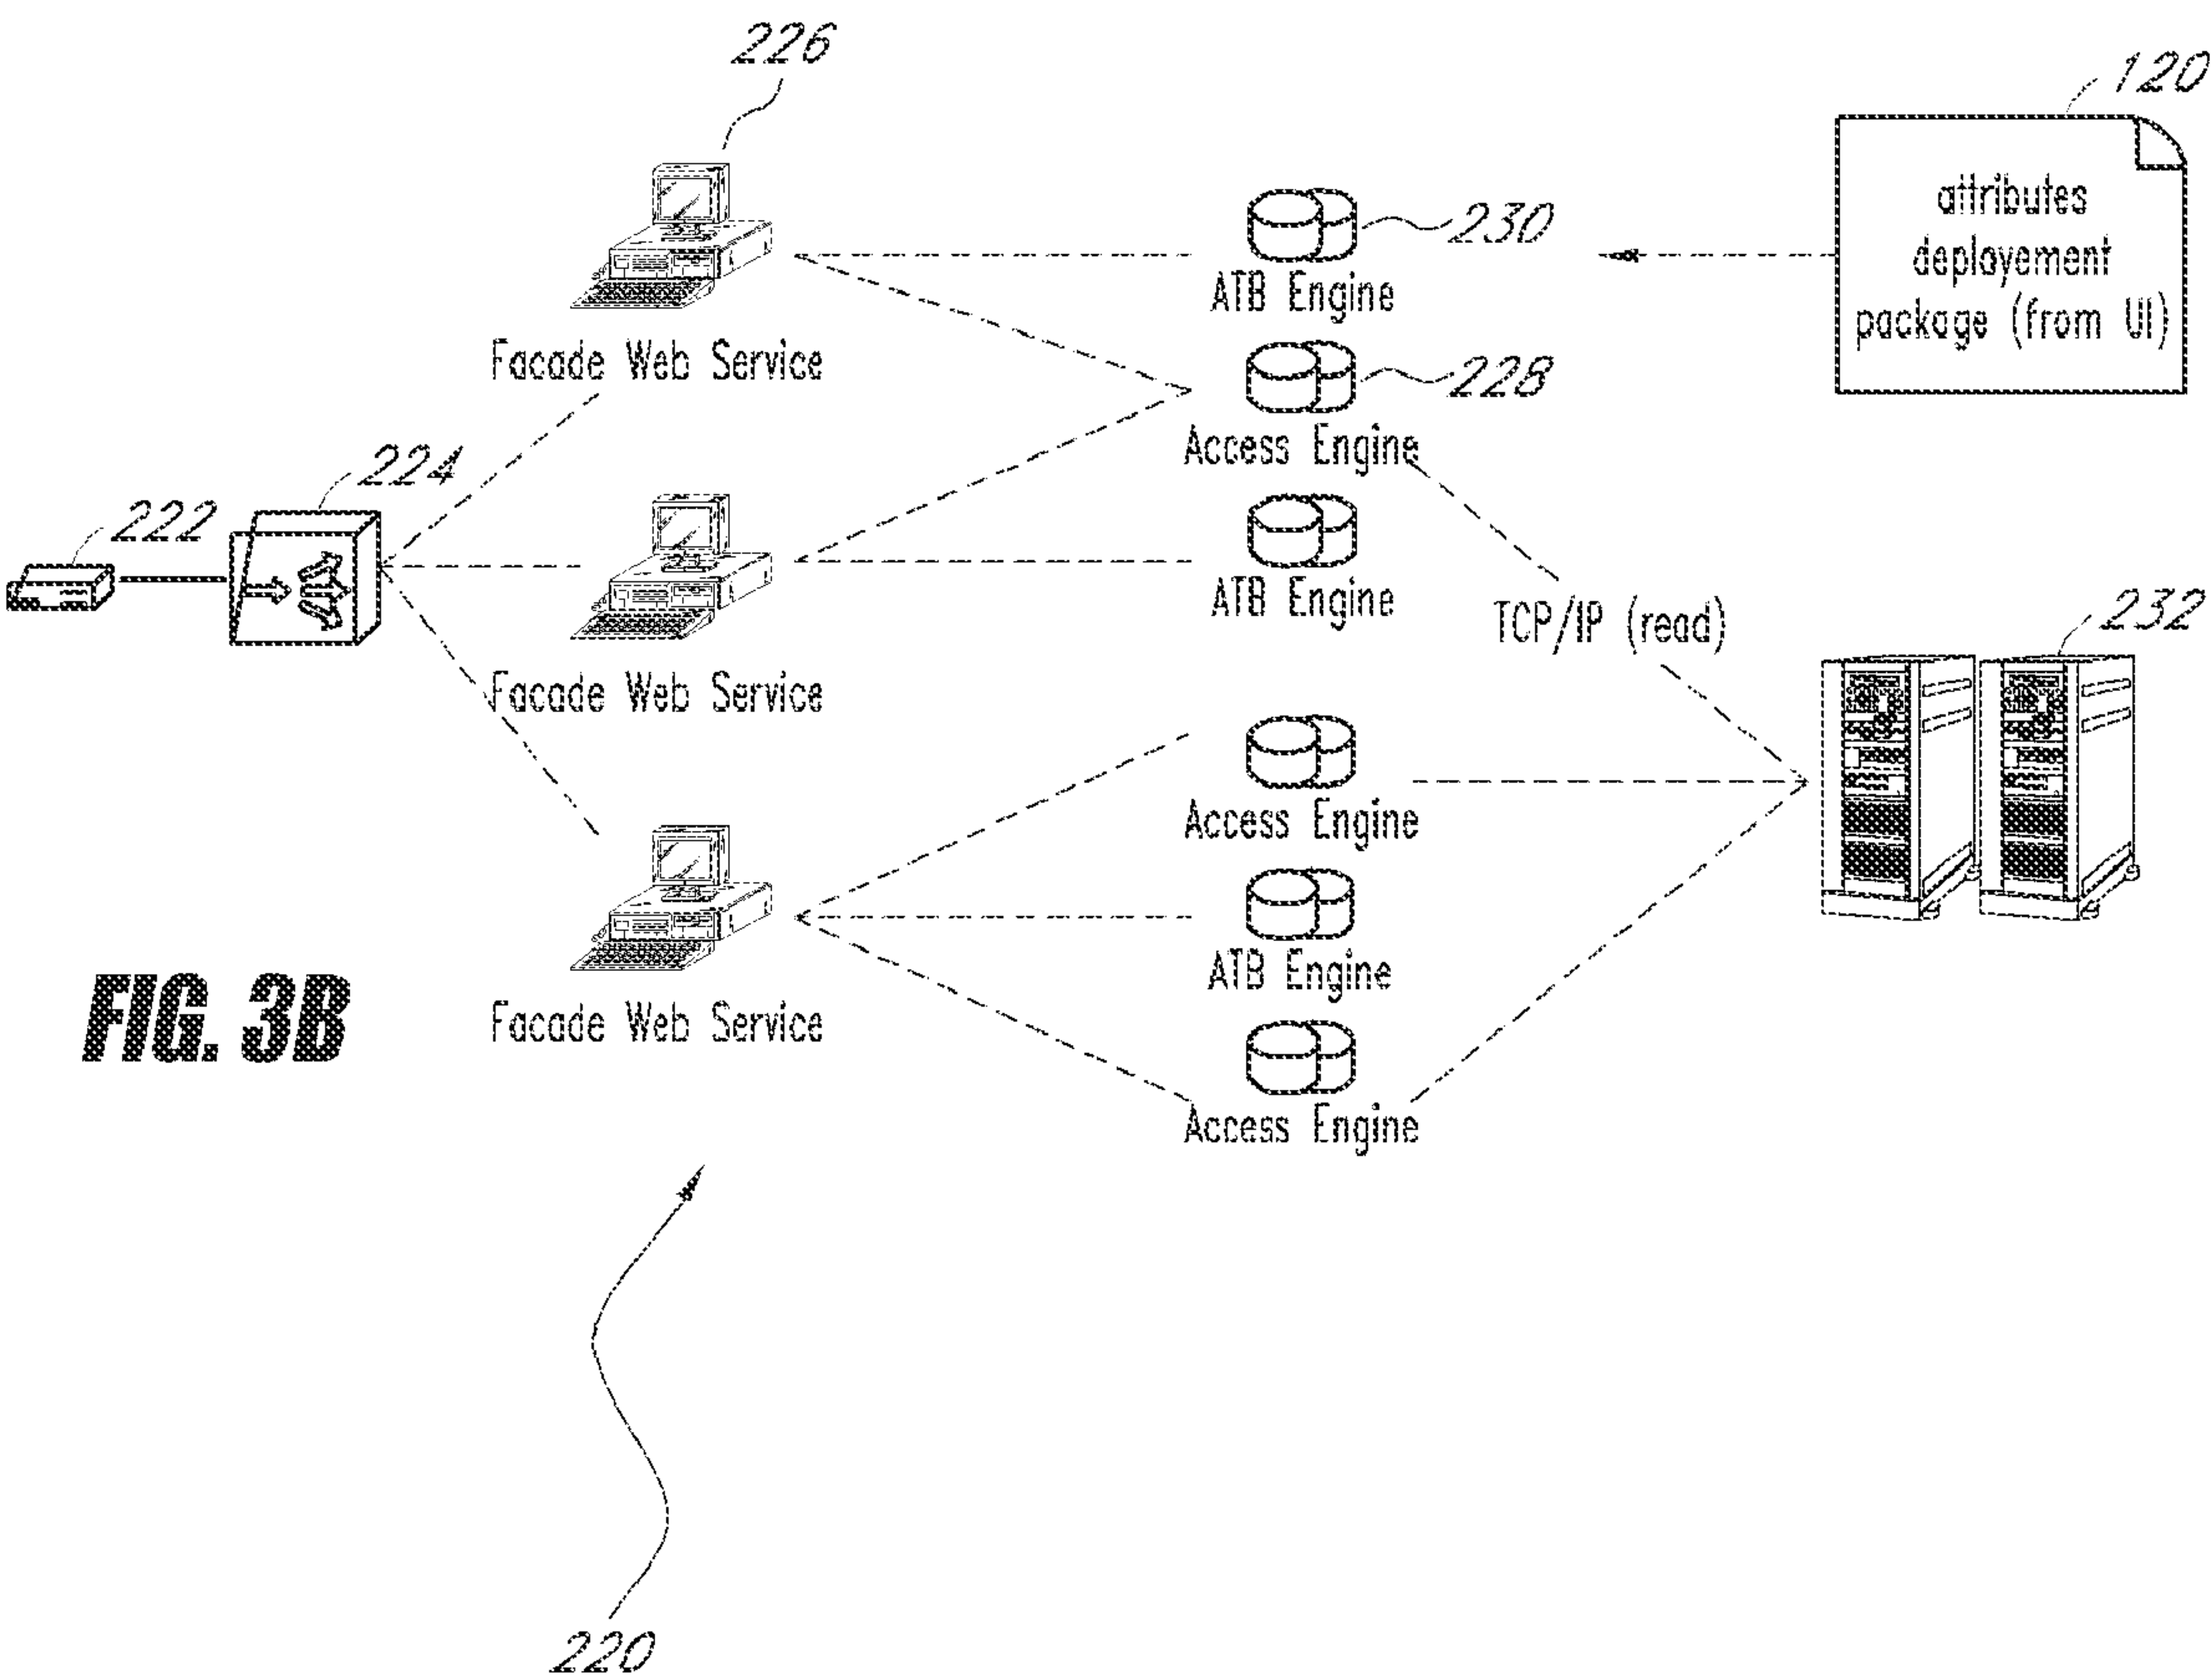 226
120
attributes
deployement
package (from UI)
230
ATB Engine
Facade Web Service
228
Access Engine
224
222
ATB Engine
TCP/IP (read)
232
Facade Web Service
Access Engine
ATB Engine
FIG. 3B
Facade Web Service
Access Engine
220